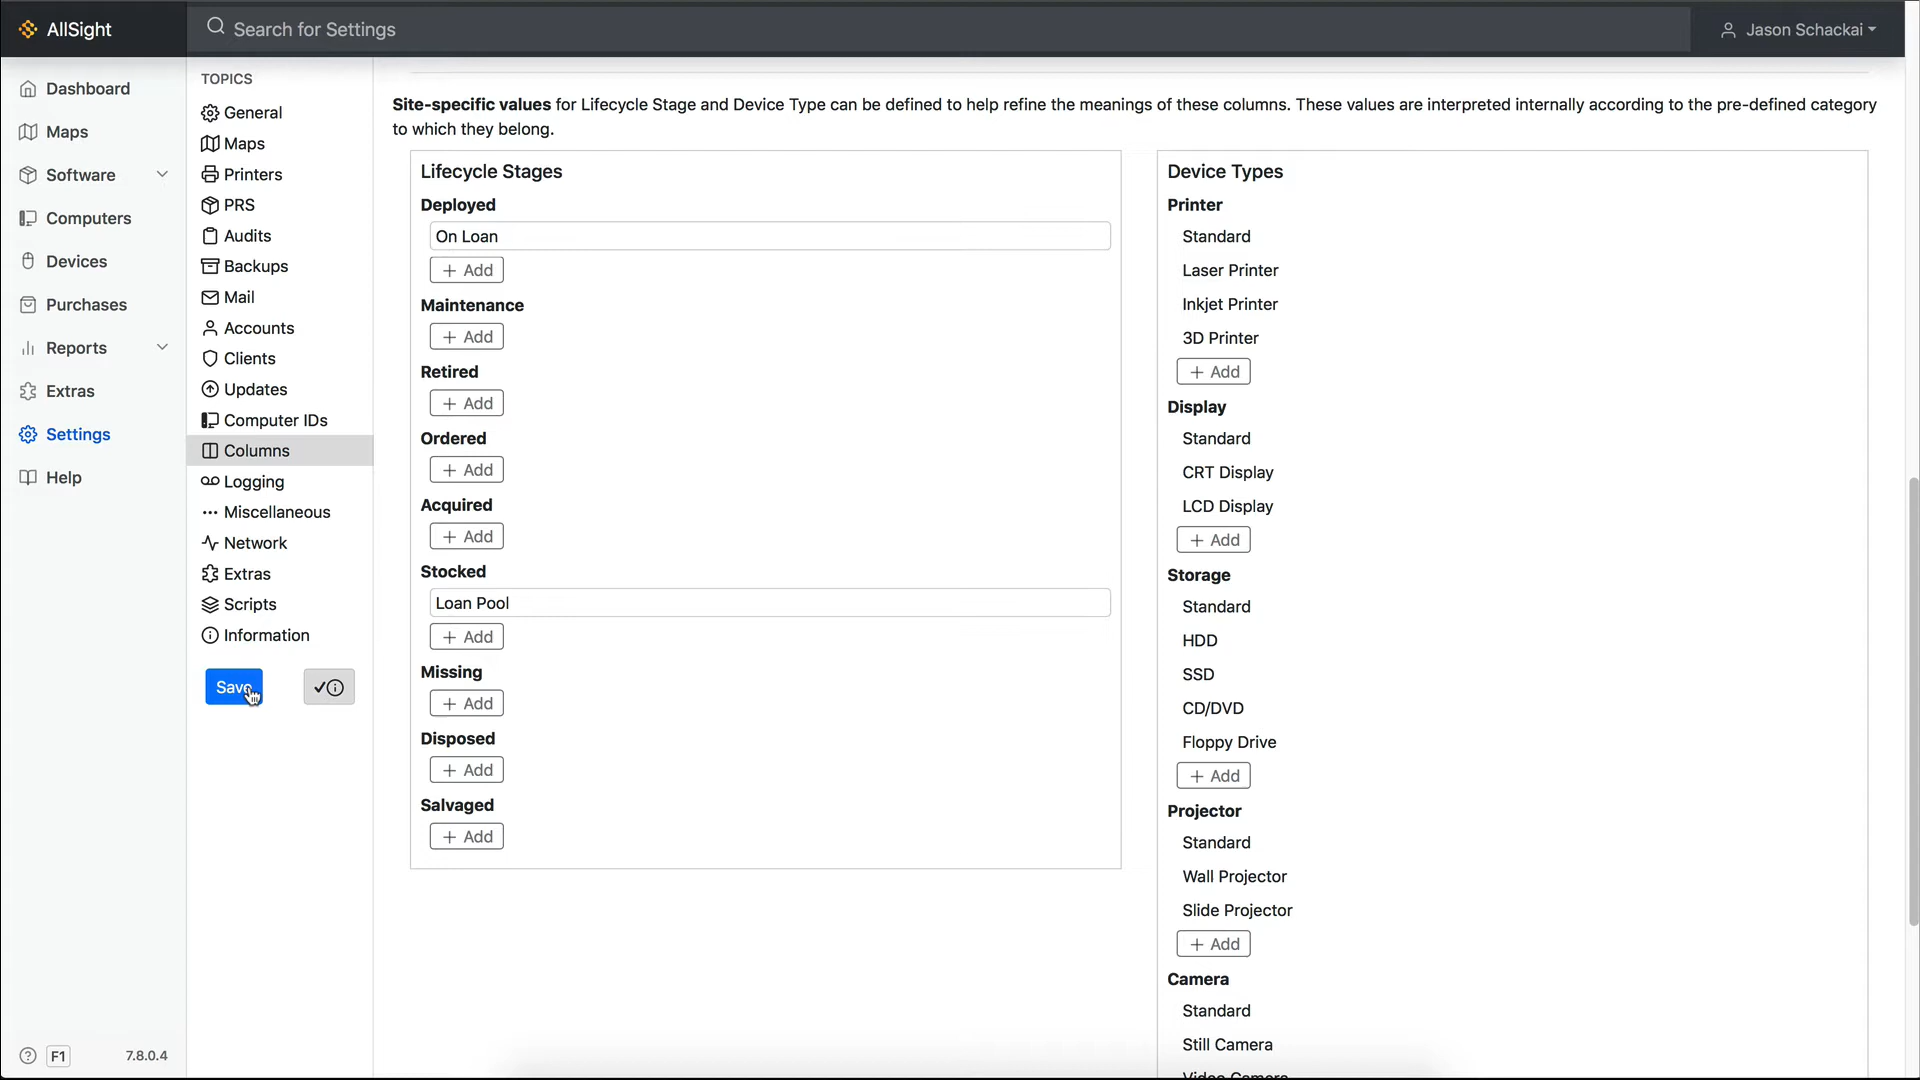 AllSight
Search for Settings
Jason Schackai
Dashboard
Maps
Software
Computers
Devices
Purchases
Reports
Extras
Settings
Help
F1
7.8.0.4
TOPICS
General
Maps
Printers
PRS
Audits
Backups
Mail
Accounts
Clients
Updates
Computer IDs
Columns
Logging
Miscellaneous
Network
Extras
Scripts
Information
Save
Site-specific values for Lifecycle Stage and Device Type can be defined to help refine the meanings of these columns. These values are interpreted internally according to the pre-defined category
to which they belong.
Lifecycle Stages
Deployed
On Loan
+ Add
Maintenance
+ Add
Retired
+ Add
Ordered
+ Add
Acquired
+ Add
Stocked
Loan Pool
+ Add
Missing
+ Add
Disposed
+ Add
Salvaged
+ Add
Device Types
Printer
Standard
Laser Printer
Inkjet Printer
3D Printer
+ Add
Display
Standard
CRT Display
LCD Display
+ Add
Storage
Standard
HDD
SSD
CD/DVD
Floppy Drive
+ Add
Projector
Standard
Wall Projector
Slide Projector
+ Add
Camera
Standard
Still Camera
Video Camera